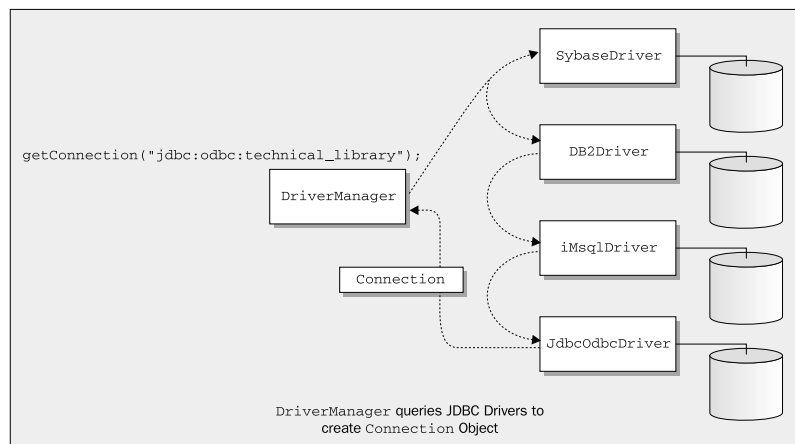 SybaseDriver
DB2Driver
getConnection("jdbc:odbc:technical_library");
DriverManager
iMsqlDriver
Connection
JdbcOdbcDriver
DriverManager queries JDBC Drivers to
create Connection Object